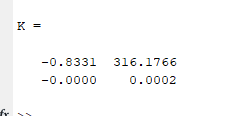 K =
-0.8331 316.1766
-0.0000 0.0002
fx >>